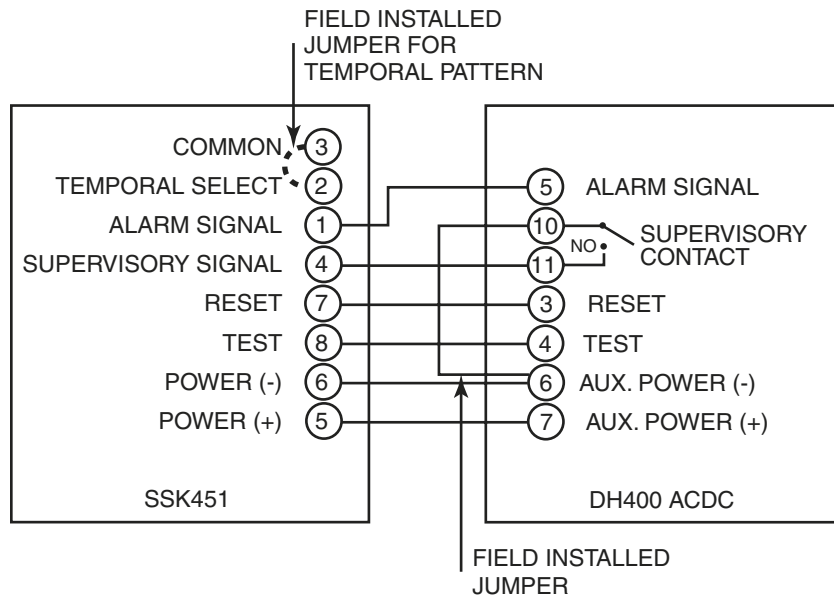 FIELD INSTALLED
JUMPER FOR
TEMPORAL PATTERN
COMMON 3
TEMPORAL SELECT 2
ALARM SIGNAL 1
SUPERVISORY SIGNAL 4
RESET 7
TEST 8
POWER (-) 6
POWER (+) 5
SSK451
5 ALARM SIGNAL
10
NO
SUPERVISORY
CONTACT
11
3 RESET
4 TEST
6 AUX. POWER (-)
7 AUX. POWER (+)
DH400 ACDC
FIELD INSTALLED
JUMPER